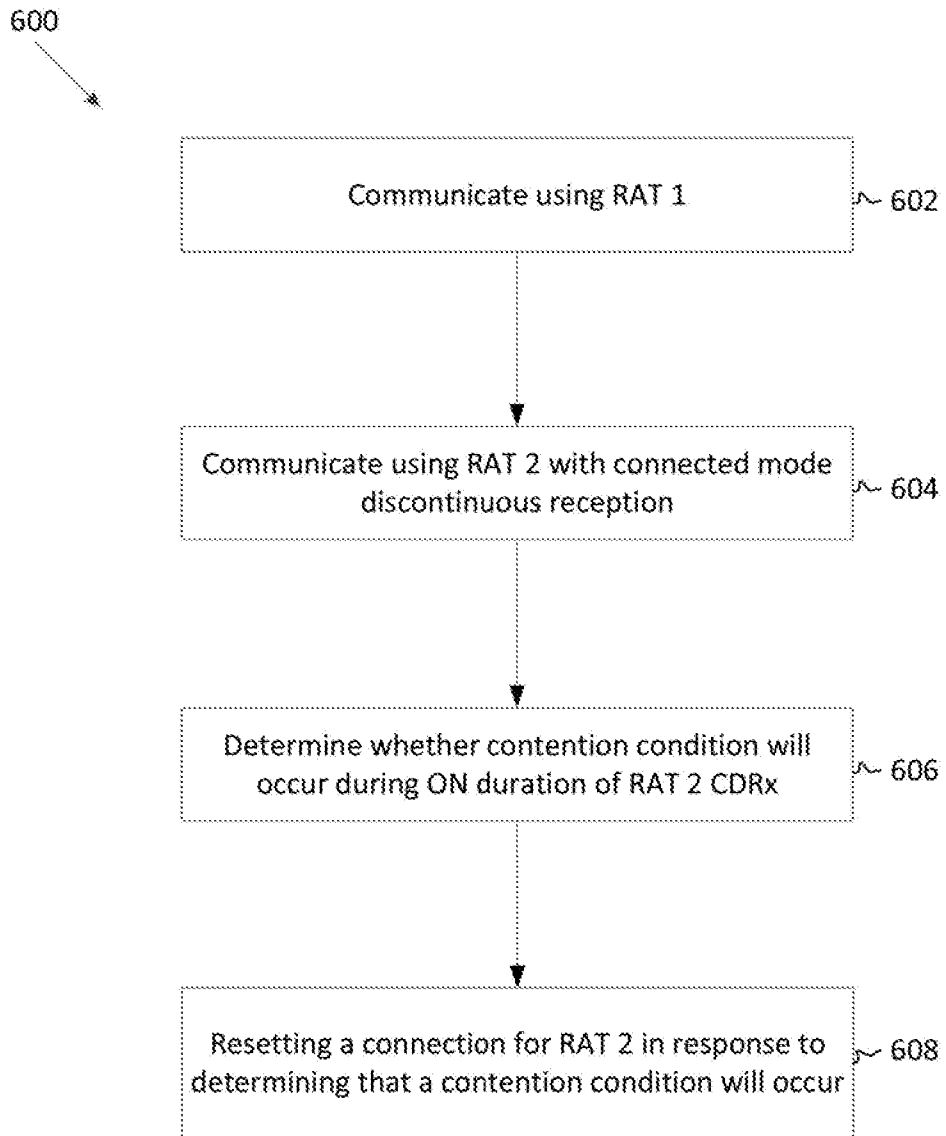 600
Communicate using RAT 1
602
Communicate using RAT 2 with connected mode
discontinuous reception
604
Determine whether contention condition will
occur during ON duration of RAT 2 CDRx
606
Resetting a connection for RAT 2 in response to
determining that a contention condition will occur
608